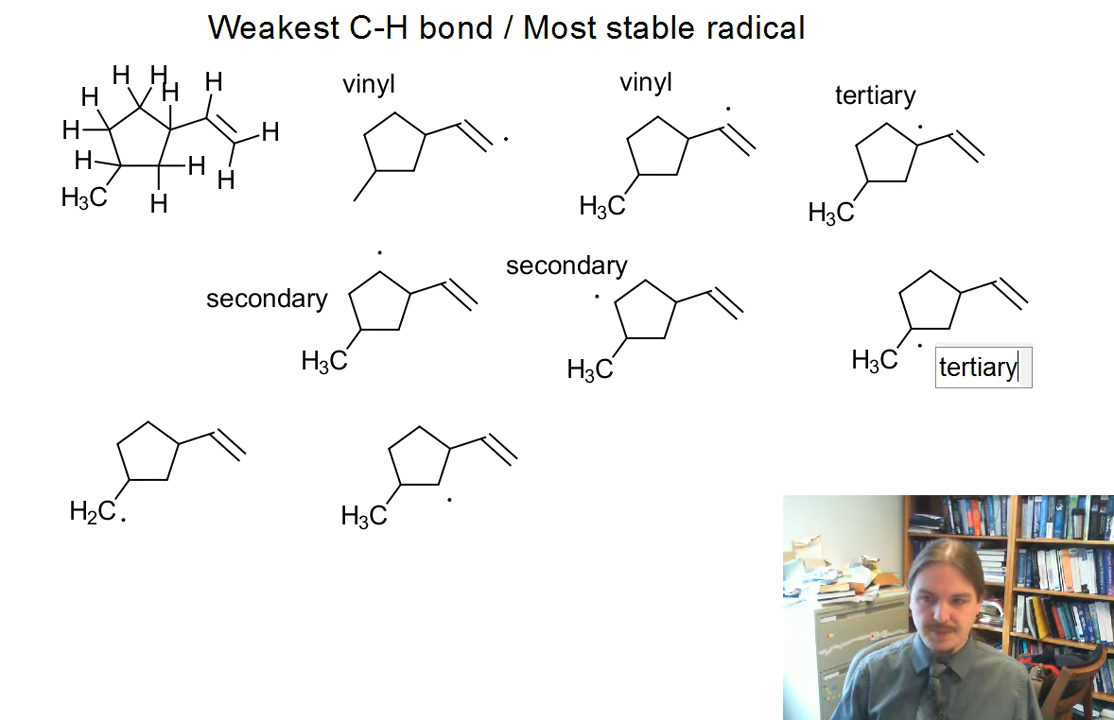 Weakest C-H bond / Most stable radical
H H H H H H H H H H H
H₃C
vinyl
vinyl
H₃C
tertiary
H₃C
secondary
H₃C
secondary
H₃C
H₃C
tertiary
H₂C.
H₃C